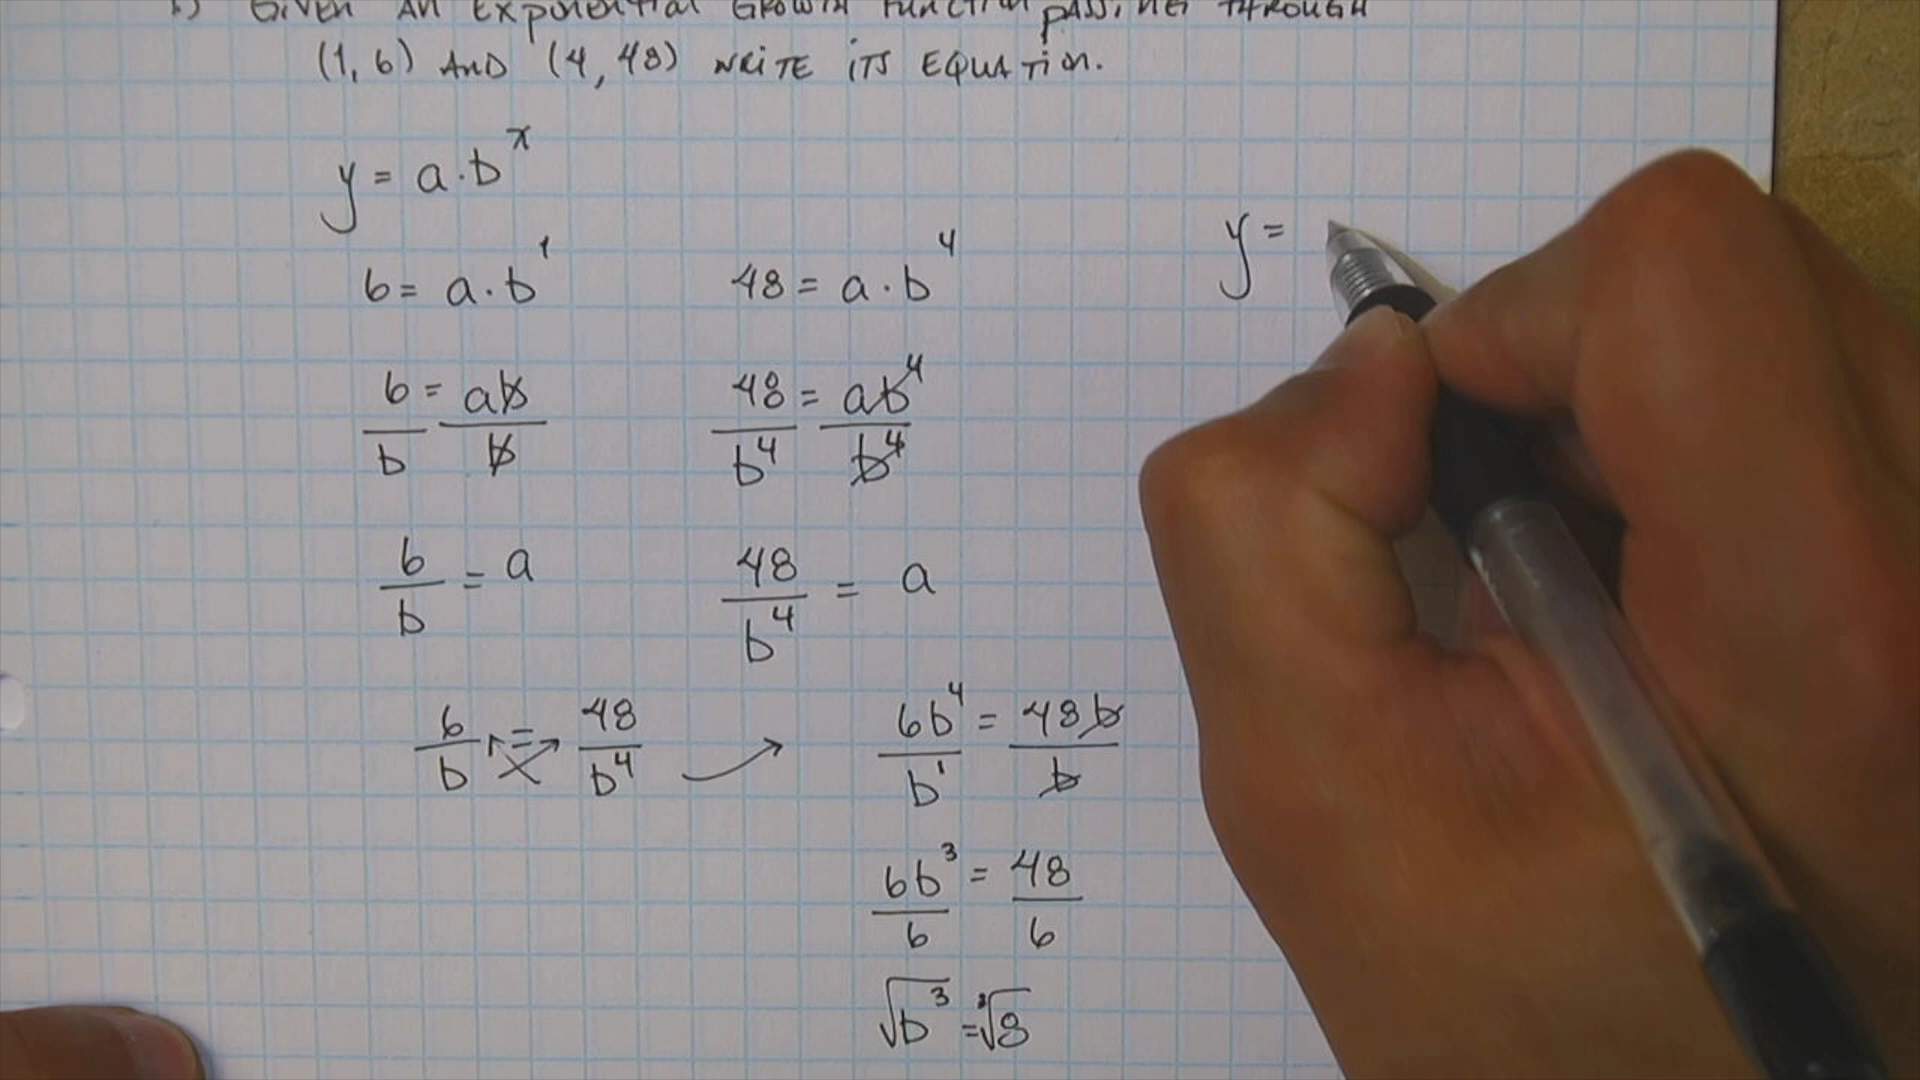 GIVEN AN EXPONENTIAL GROWTH FUNCTION PASSING THROUGH
(1, 6) AND (4, 48) WRITE ITS EQUATION.
y = a·b^x
6 = a·b^1
48 = a·b^4
y =
6/b = ab/b
48/b^4 = ab^4/b^4
6/b = a
48/b^4 = a
6/b = 48/b^4
6b^4/b^1 = 48b/b
6b^3/6 = 48/6
√b^3 = ∛8